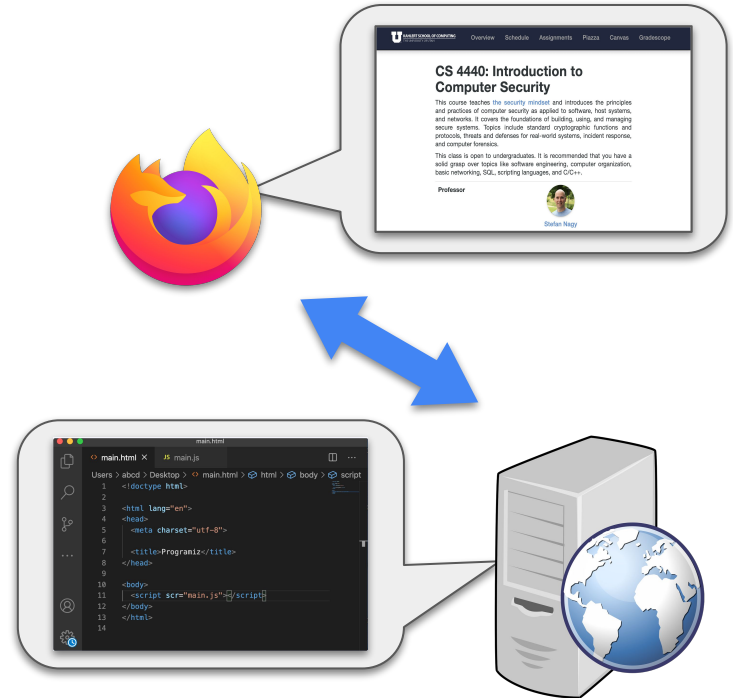 KAHLERT SCHOOL OF COMPUTING
Overview Schedule Assignments Piazza Canvas Gradescope
CS 4440: Introduction to
Computer Security
This course teaches the security mindset and introduces the principles
and practices of computer security as applied to software, host systems,
and networks. It covers the foundations of building, using, and managing
secure systems. Topics include standard cryptographic functions and
protocols, threats and defenses for real-world systems, incident response,
and computer forensics.
This class is open to undergraduates. It is recommended that you have a
solid grasp over topics like software engineering, computer organization,
basic networking, SQL, scripting languages, and C/C++.
Professor
Stefan Nagy
main.html
<> main.html × JS main.js ...
Users > abcd > Desktop > <> main.html > html > body > script
1 <!doctype html>
2
3 <html lang="en">
4 <head>
5 <meta charset="utf-8">
6
7 <title>Programiz</title>
8 </head>
9
10 <body>
11 <script scr="main.js"></script>
12 </body>
13 </html>
14